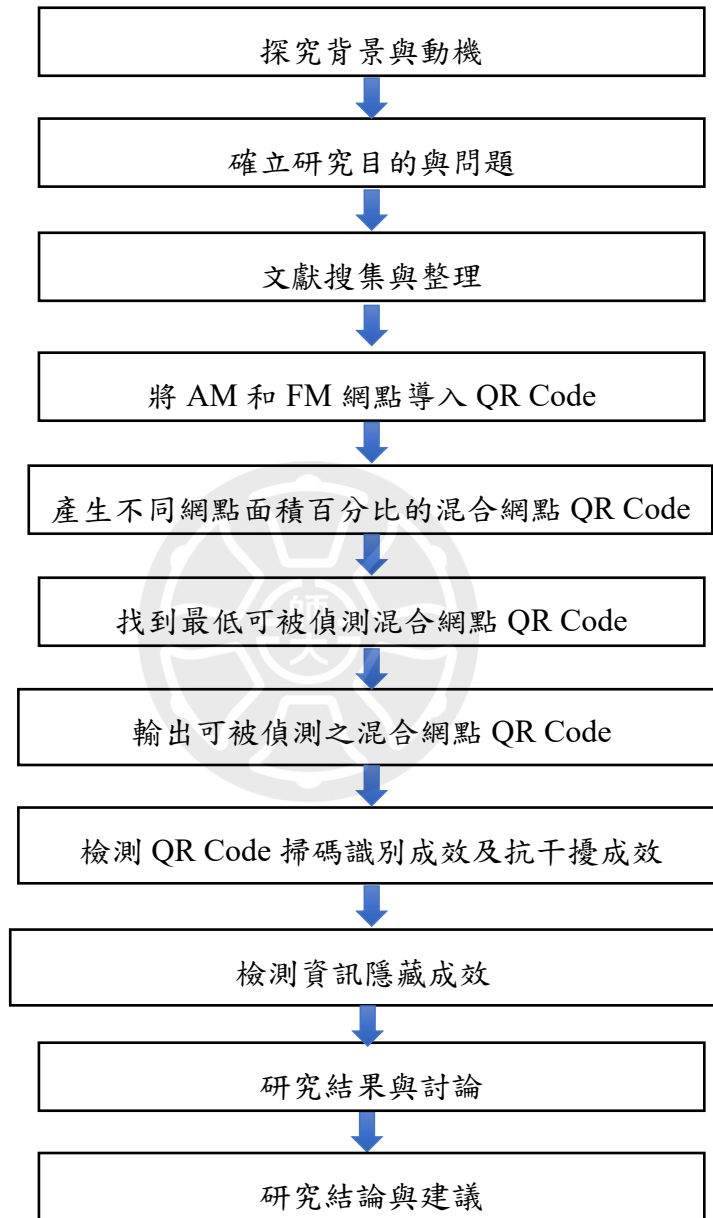 探究背景與動機
確立研究目的與問題
文獻搜集與整理
將 AM 和 FM 網點導入 QR Code
產生不同網點面積百分比的混合網點 QR Code
找到最低可被偵測混合網點 QR Code
輸出可被偵測之混合網點 QR Code
檢測 QR Code 掃碼識別成效及抗干擾成效
檢測資訊隱藏成效
研究結果與討論
研究結論與建議
師大